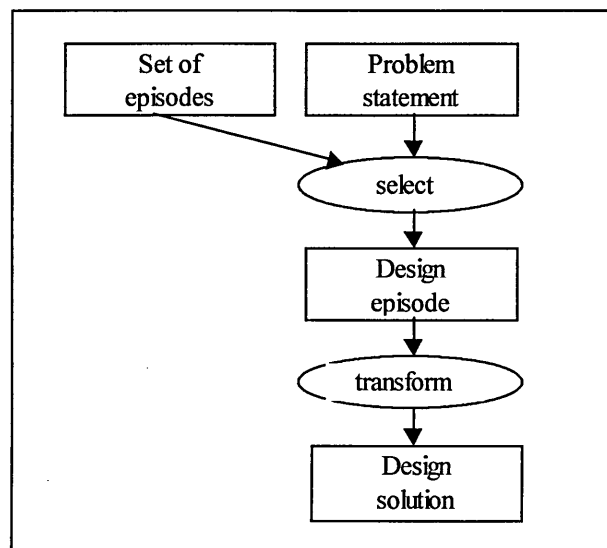 Set of
episodes
Problem
statement
select
Design
episode
transform
Design
solution